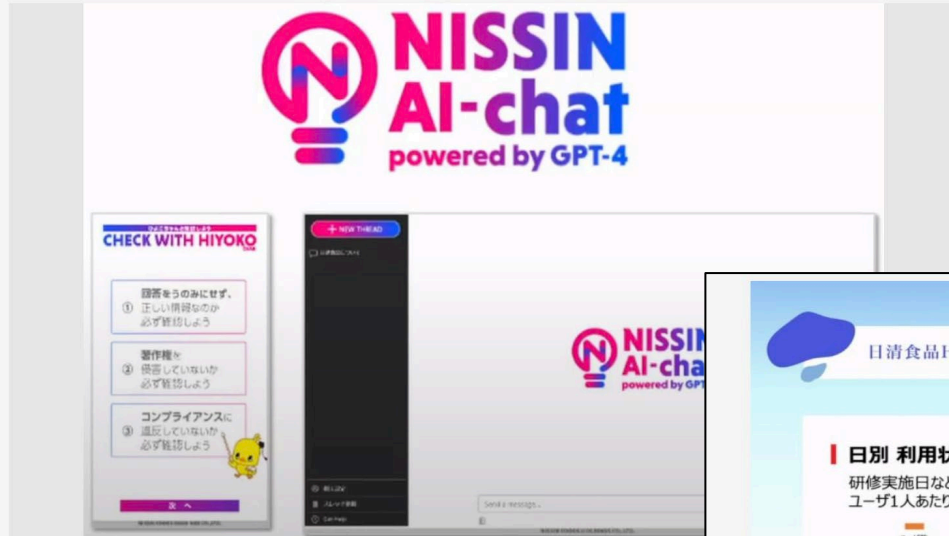 NISSIN
AI-chat
powered by GPT-4
CHECK WITH HIYOKO
① 回答をうのみにせず、
正しい情報なのか
必ず確認しよう
② 著作権を
侵害していないか
必ず確認しよう
③ コンプライアンスに
違反していないか
必ず確認しよう
次へ
+ NEW THREAD
NISSIN
AI-cha
powered by GPT
Send a message...
日清食品
日別 利用状
研修実施日な
ユーザ1人あたり